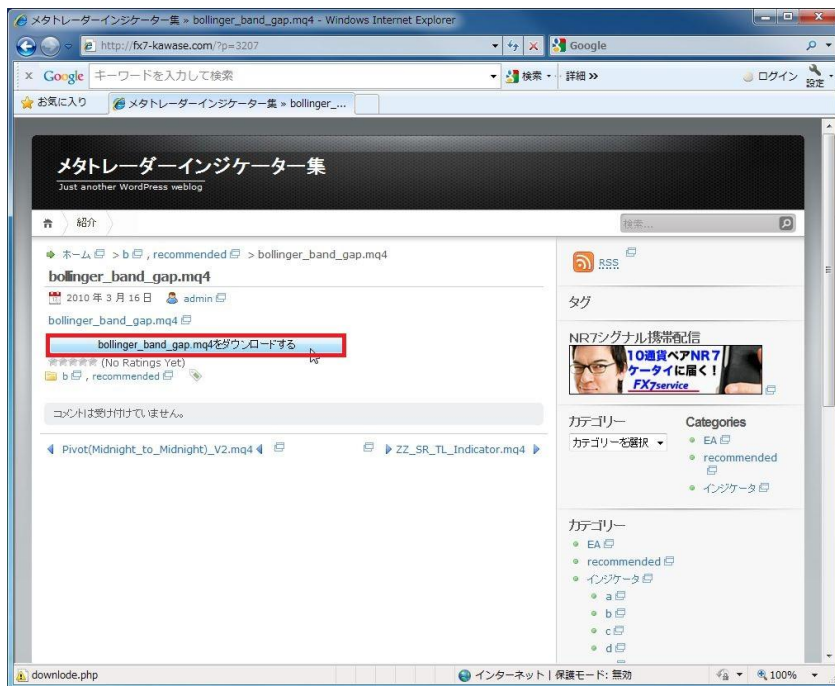 メタトレーダーインジケーター集 » bollinger_band_gap.mq4 - Windows Internet Explorer
http://fx7-kawase.com/?p=3207
Google
x Google キーワードを入力して検索 検索 詳細 » ログイン 設定
お気に入り メタトレーダーインジケーター集 » bollinger_...
メタトレーダーインジケーター集
Just another WordPress weblog
紹介 検索...
ホーム > b , recommended > bollinger_band_gap.mq4
bollinger_band_gap.mq4
2010 年 3 月 16 日 admin
bollinger_band_gap.mq4
bollinger_band_gap.mq4をダウンロードする
(No Ratings Yet)
b , recommended
コメントは受け付けていません。
Pivot(Midnight_to_Midnight)_V2.mq4 ZZ_SR_TL_Indicator.mq4
RSS
タグ
NR7シグナル携帯配信
10通貨ペアNR7
ケータイに届く!
FX7service
カテゴリー
カテゴリーを選択
Categories
EA
recommended
インジケータ
カテゴリー
EA
recommended
インジケータ
a
b
c
d
downlode.php インターネット | 保護モード: 無効 100%